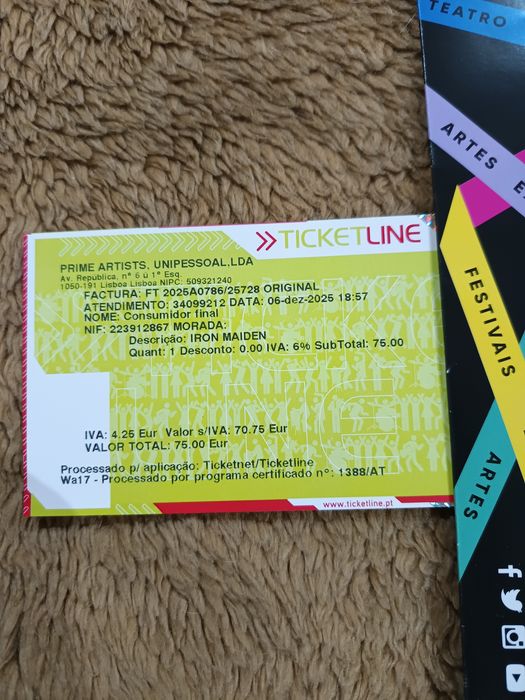 TEATRO
ARTES E
TICKETLINE
PRIME ARTISTS, UNIPESSOAL.LDA
Av. República, nº 6 u 1º Esq.
1050-191 Lisboa Lisboa NIPC: 509321240
FACTURA: FT 2025A0786/25728 ORIGINAL
ATENDIMENTO: 34099212 DATA: 06-dez-2025 18:57
NOME: Consumidor final
NIF: 223912867 MORADA:
Descrição: IRON MAIDEN
Quant: 1 Desconto: 0.00 IVA: 6% SubTotal: 75.00
IVA: 4.25 Eur Valor s/IVA: 70.75 Eur
VALOR TOTAL: 75.00 Eur
Processado p/ aplicação: Ticketnet/Ticketline
Wa17 - Processado por programa certificado nº: 1388/AT
www.ticketline.pt
FESTIVAIS
ARTES